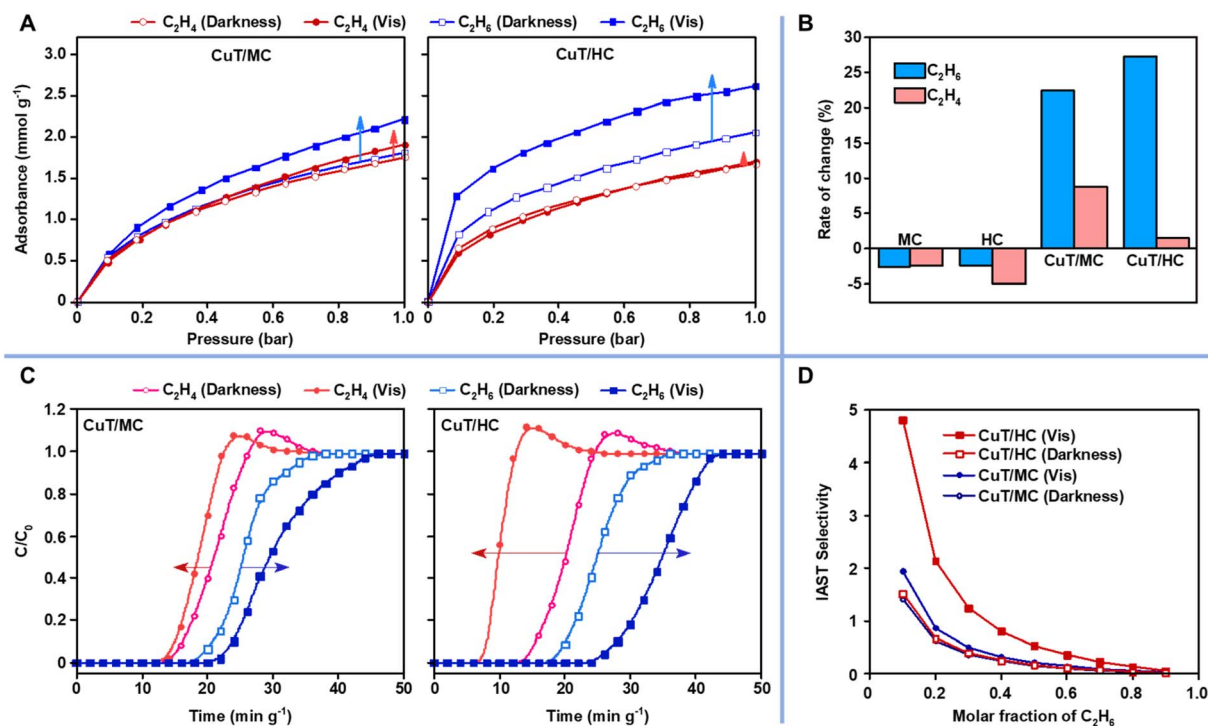 A
C₂H₄ (Darkness) C₂H₄ (Vis) C₂H₆ (Darkness) C₂H₆ (Vis)
CuT/MC
CuT/HC
Adsorbance (mmol g⁻¹)
3.0
2.5
2.0
1.5
1.0
0.5
0
0 0.2 0.4 0.6 0.8 1.0
0 0.2 0.4 0.6 0.8 1.0
Pressure (bar)
Pressure (bar)
B
Rate of change (%)
30
25
20
15
10
5
0
-5
C₂H₆
C₂H₄
MC HC CuT/MC CuT/HC
C
C₂H₄ (Darkness) C₂H₄ (Vis) C₂H₆ (Darkness) C₂H₆ (Vis)
CuT/MC
CuT/HC
C/C₀
1.2
1.0
0.8
0.6
0.4
0.2
0
0 10 20 30 40 50
0 10 20 30 40 50
Time (min g⁻¹)
Time (min g⁻¹)
D
IAST Selectivity
5
4
3
2
1
0
CuT/HC (Vis)
CuT/HC (Darkness)
CuT/MC (Vis)
CuT/MC (Darkness)
0 0.2 0.4 0.6 0.8 1.0
Molar fraction of C₂H₆